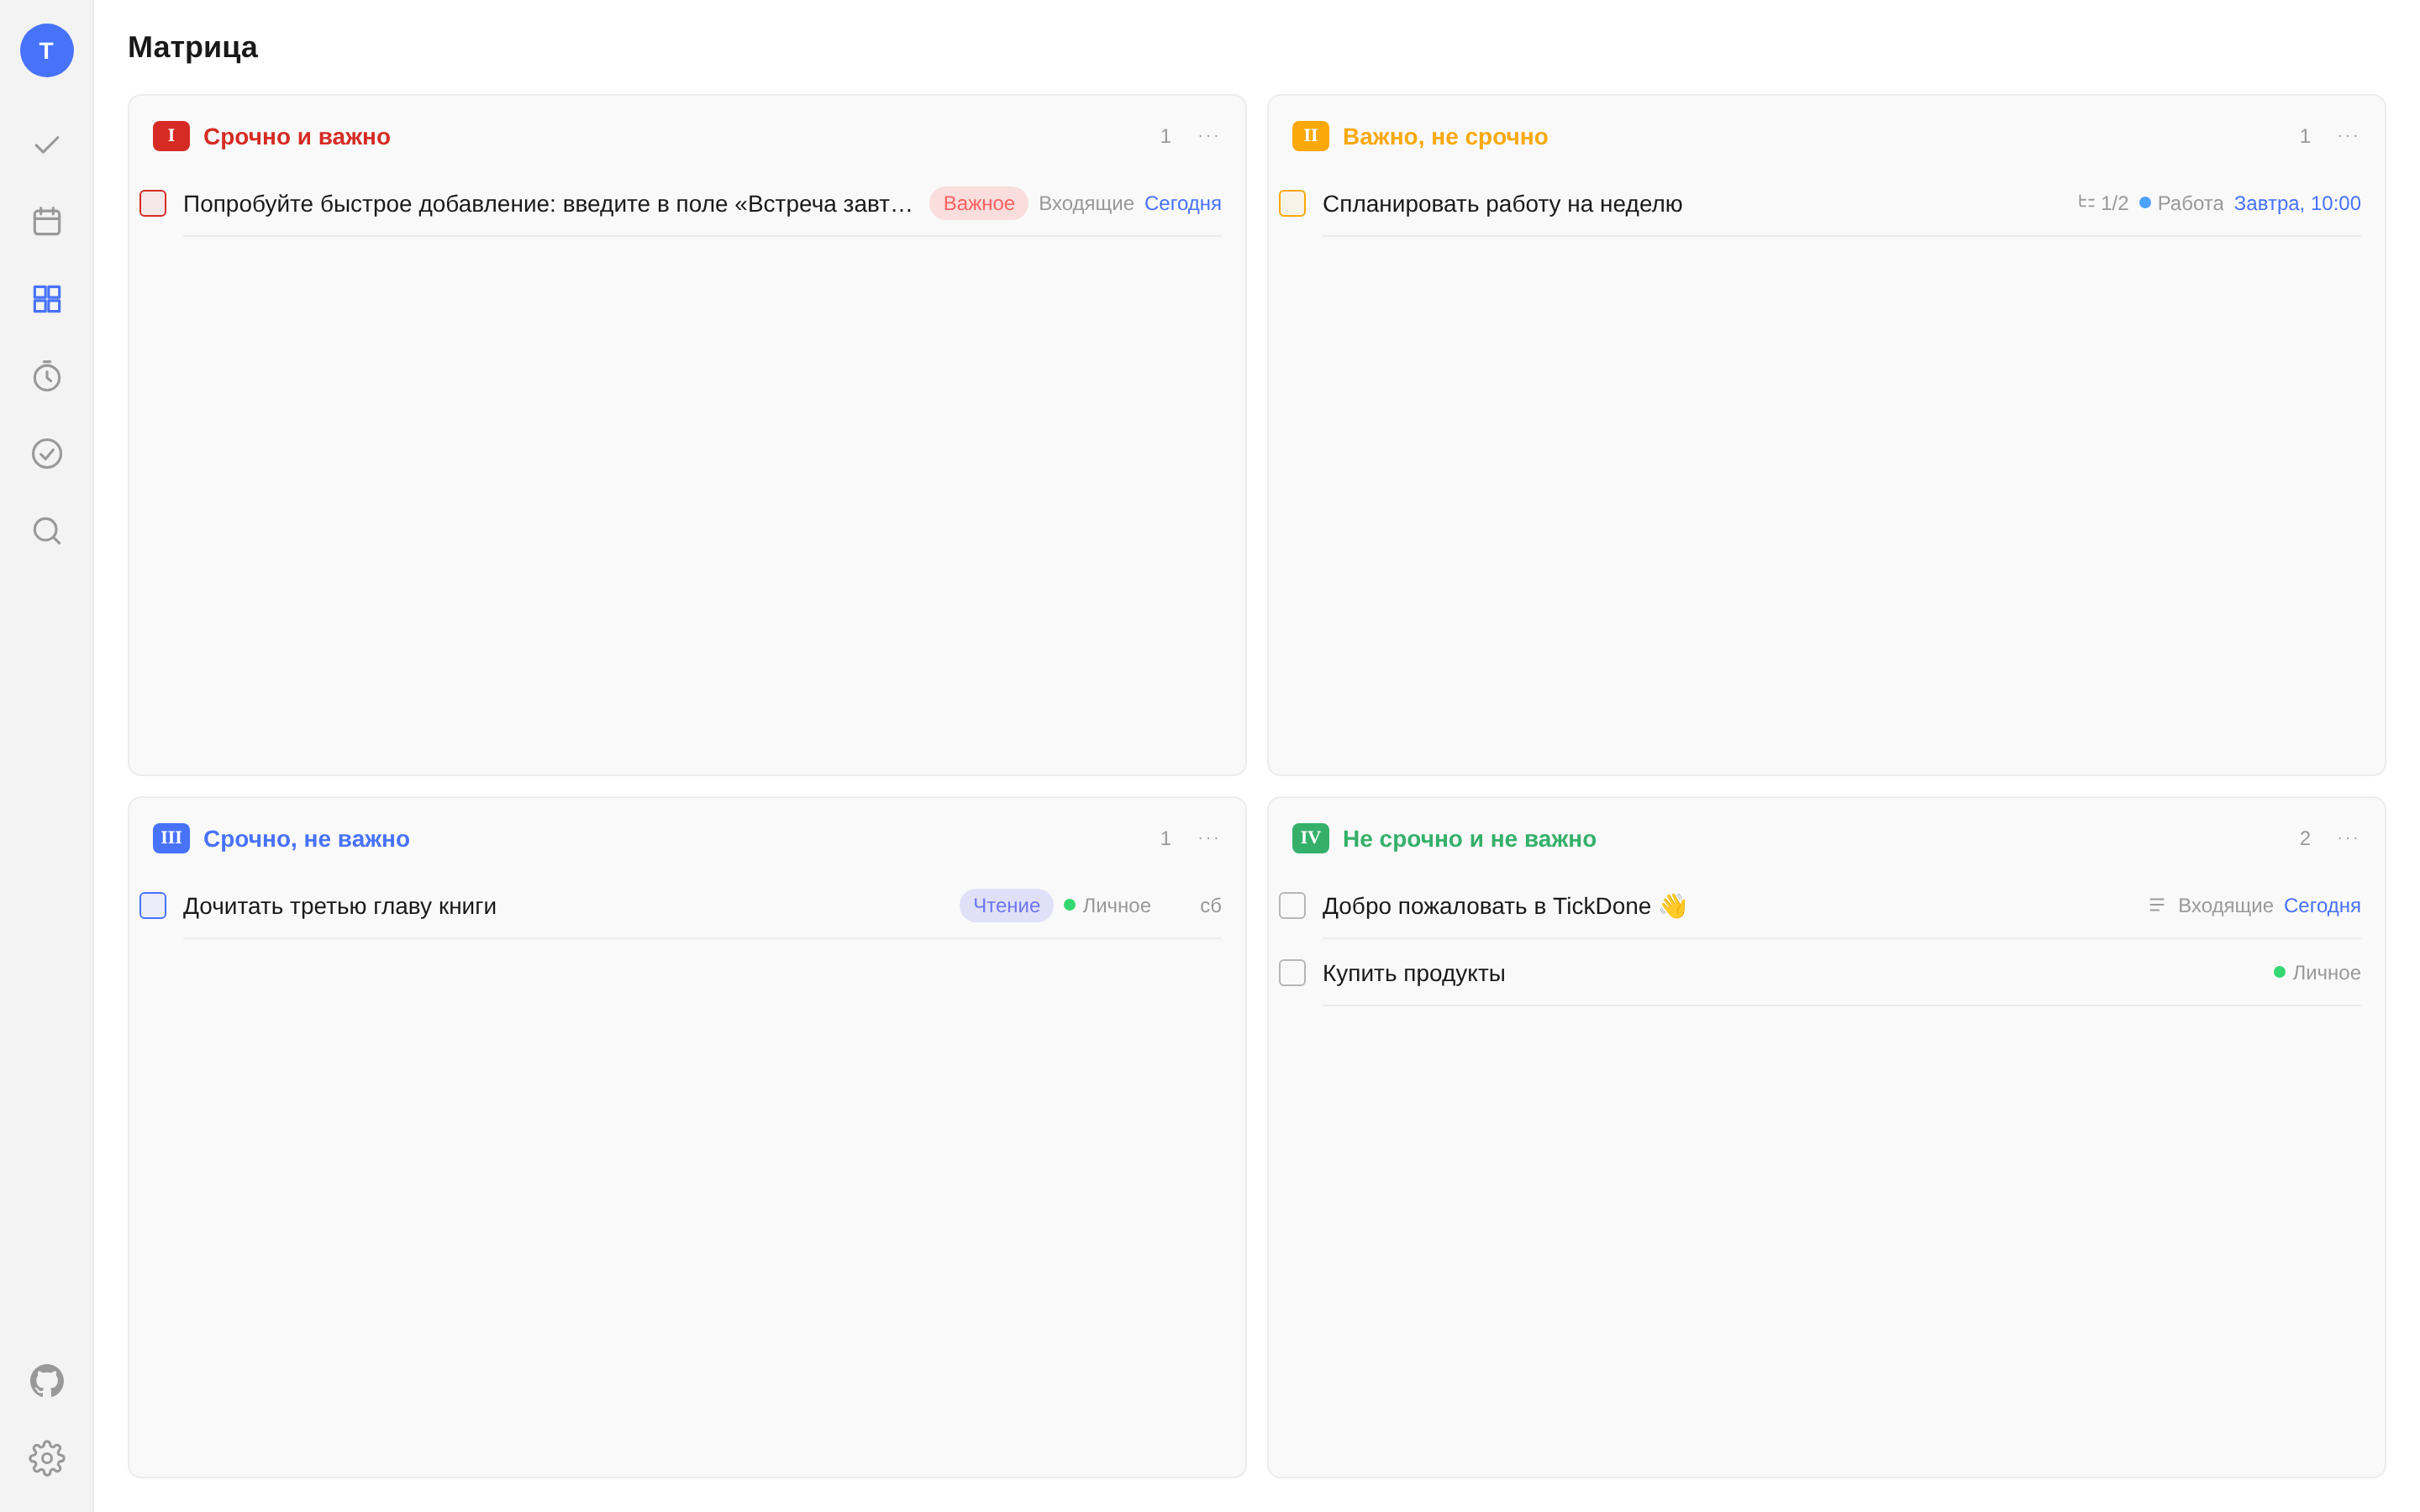 T
Матрица
I Срочно и важно 1 ···
Попробуйте быстрое добавление: введите в поле «Встреча завт… Важное Входящие Сегодня
II Важно, не срочно 1 ···
Спланировать работу на неделю 1/2 Работа Завтра, 10:00
III Срочно, не важно 1 ···
Дочитать третью главу книги Чтение Личное сб
IV Не срочно и не важно 2 ···
Добро пожаловать в TickDone 👋 Входящие Сегодня
Купить продукты Личное